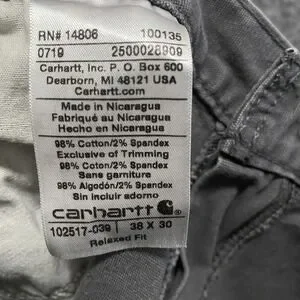 RN# 14806 100135
0719 2500028909
Carhartt, Inc. P.O. Box 600
Dearborn, MI 48121 USA
Carhartt.com
Made in Nicaragua
Fabriqué au Nicaragua
Hecho en Nicaragua
98% Cotton/2% Spandex
Exclusive of Trimming
98% Coton/2% Spandex
Sans garniture
98% Algodón/2% Spandex
Sin incluir adorno
carhartt
102517-039 38 X 30
Relaxed Fit